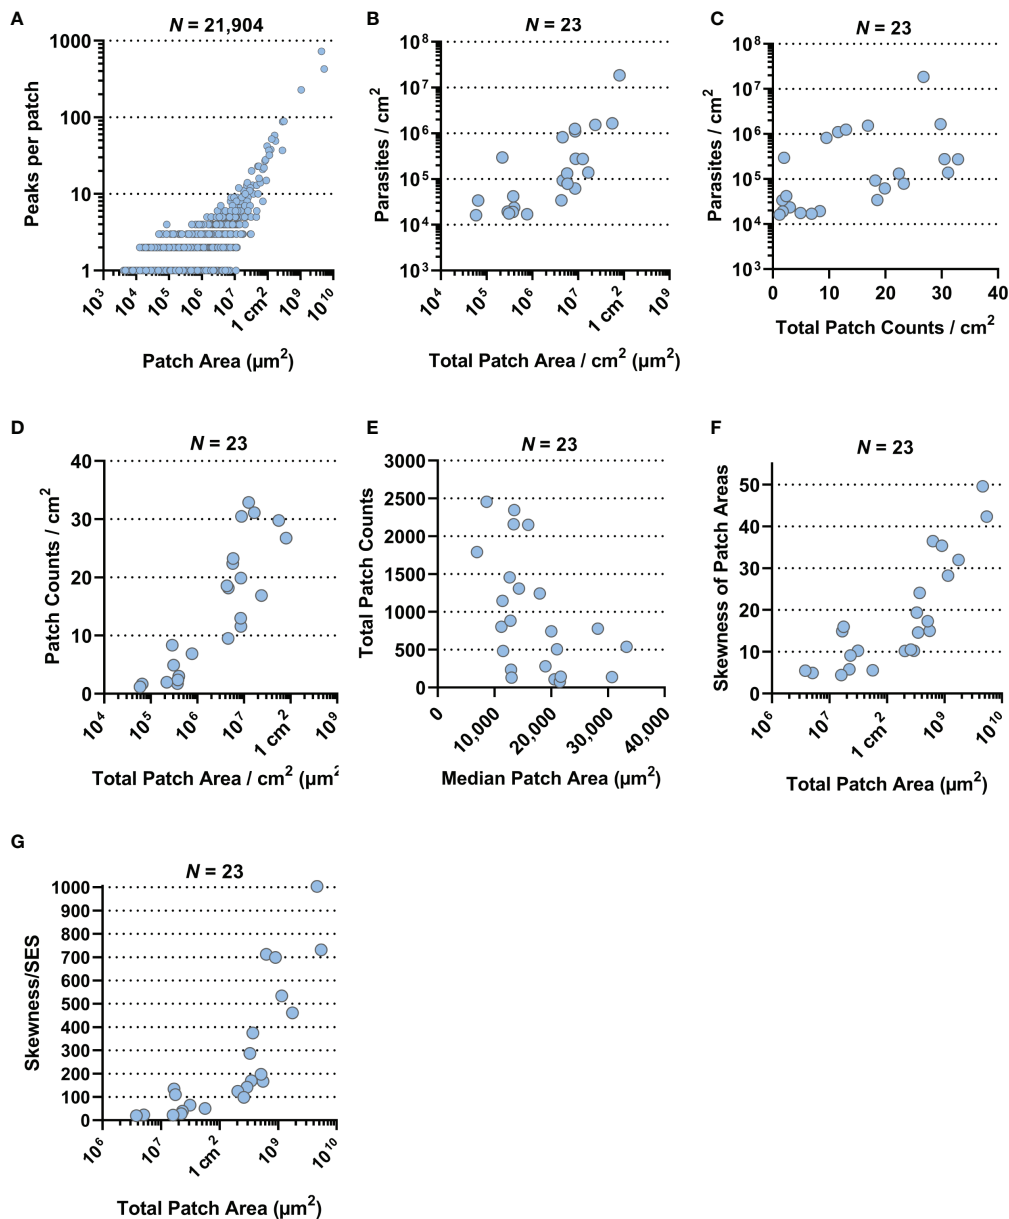 A
N = 21,904
Peaks per patch
1000
100
10
1
10³ 10⁴ 10⁵ 10⁶ 10⁷ 1 cm² 10⁹ 10¹⁰
Patch Area (µm²)
B
N = 23
Parasites / cm²
10⁸
10⁷
10⁶
10⁵
10⁴
10³
10⁴ 10⁵ 10⁶ 10⁷ 1 cm² 10⁹
Total Patch Area / cm² (µm²)
C
N = 23
Parasites / cm²
10⁸
10⁷
10⁶
10⁵
10⁴
10³
0 10 20 30 40
Total Patch Counts / cm²
D
N = 23
Patch Counts / cm²
40
30
20
10
0
10⁴ 10⁵ 10⁶ 10⁷ 1 cm² 10⁹
Total Patch Area / cm² (µm²
E
N = 23
Total Patch Counts
3000
2500
2000
1500
1000
500
0
0 10,000 20,000 30,000 40,000
Median Patch Area (µm²)
F
N = 23
Skewness of Patch Areas
50
40
30
20
10
0
10⁶ 10⁷ 1 cm² 10⁹ 10¹⁰
Total Patch Area (µm²)
G
N = 23
Skewness/SES
1000
900
800
700
600
500
400
300
200
100
0
10⁶ 10⁷ 1 cm² 10⁹ 10¹⁰
Total Patch Area (µm²)